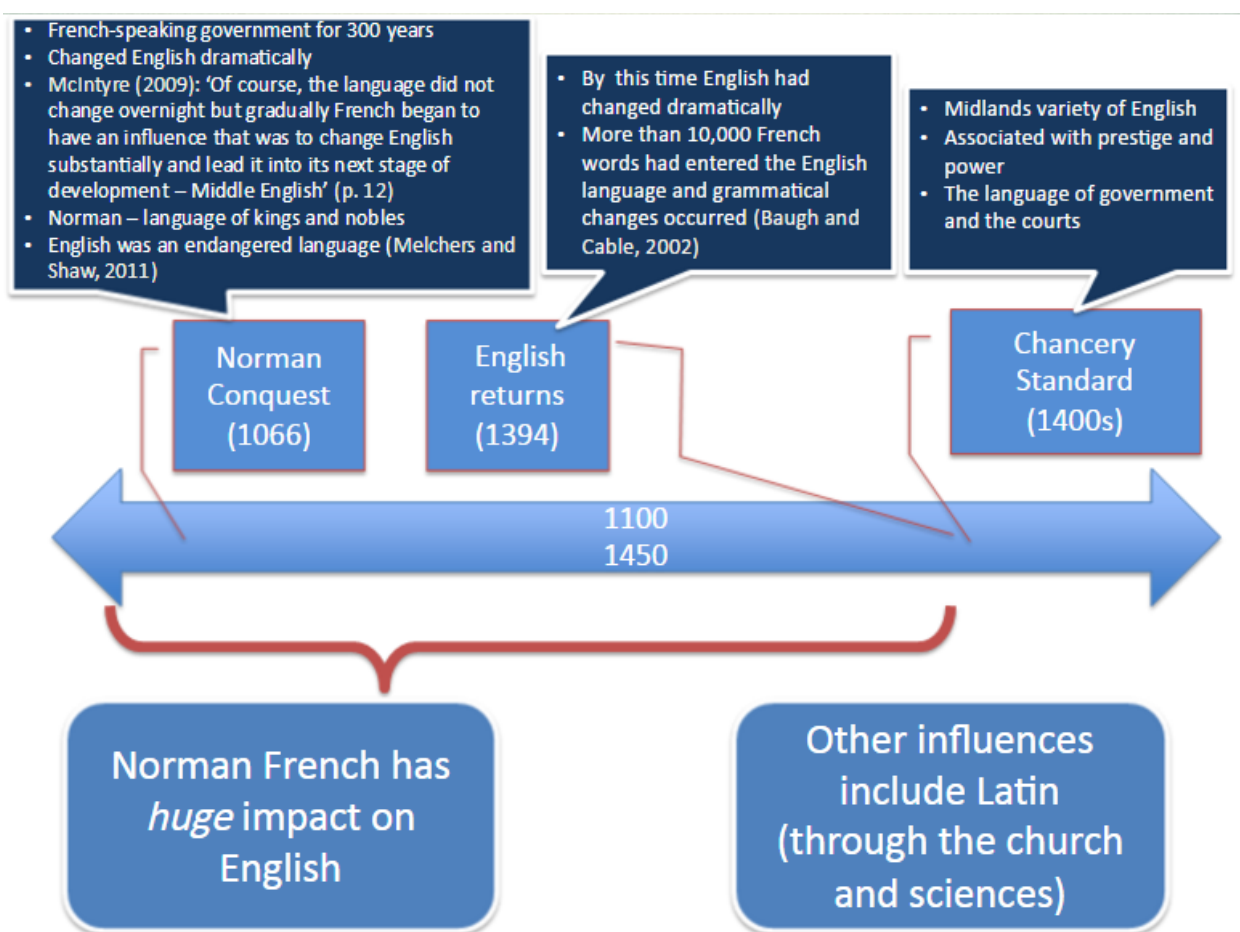 • French-speaking government for 300 years
• Changed English dramatically
• McIntyre (2009): ‘Of course, the language did not
change overnight but gradually French began to
have an influence that was to change English
substantially and lead it into its next stage of
development – Middle English’ (p. 12)
• Norman – language of kings and nobles
• English was an endangered language (Melchers and
Shaw, 2011)
• By this time English had
changed dramatically
• More than 10,000 French
words had entered the English
language and grammatical
changes occurred (Baugh and
Cable, 2002)
• Midlands variety of English
• Associated with prestige and
power
• The language of government
and the courts
Norman
Conquest
(1066)
English
returns
(1394)
Chancery
Standard
(1400s)
1100
1450
Norman French has
huge impact on
English
Other influences
include Latin
(through the church
and sciences)